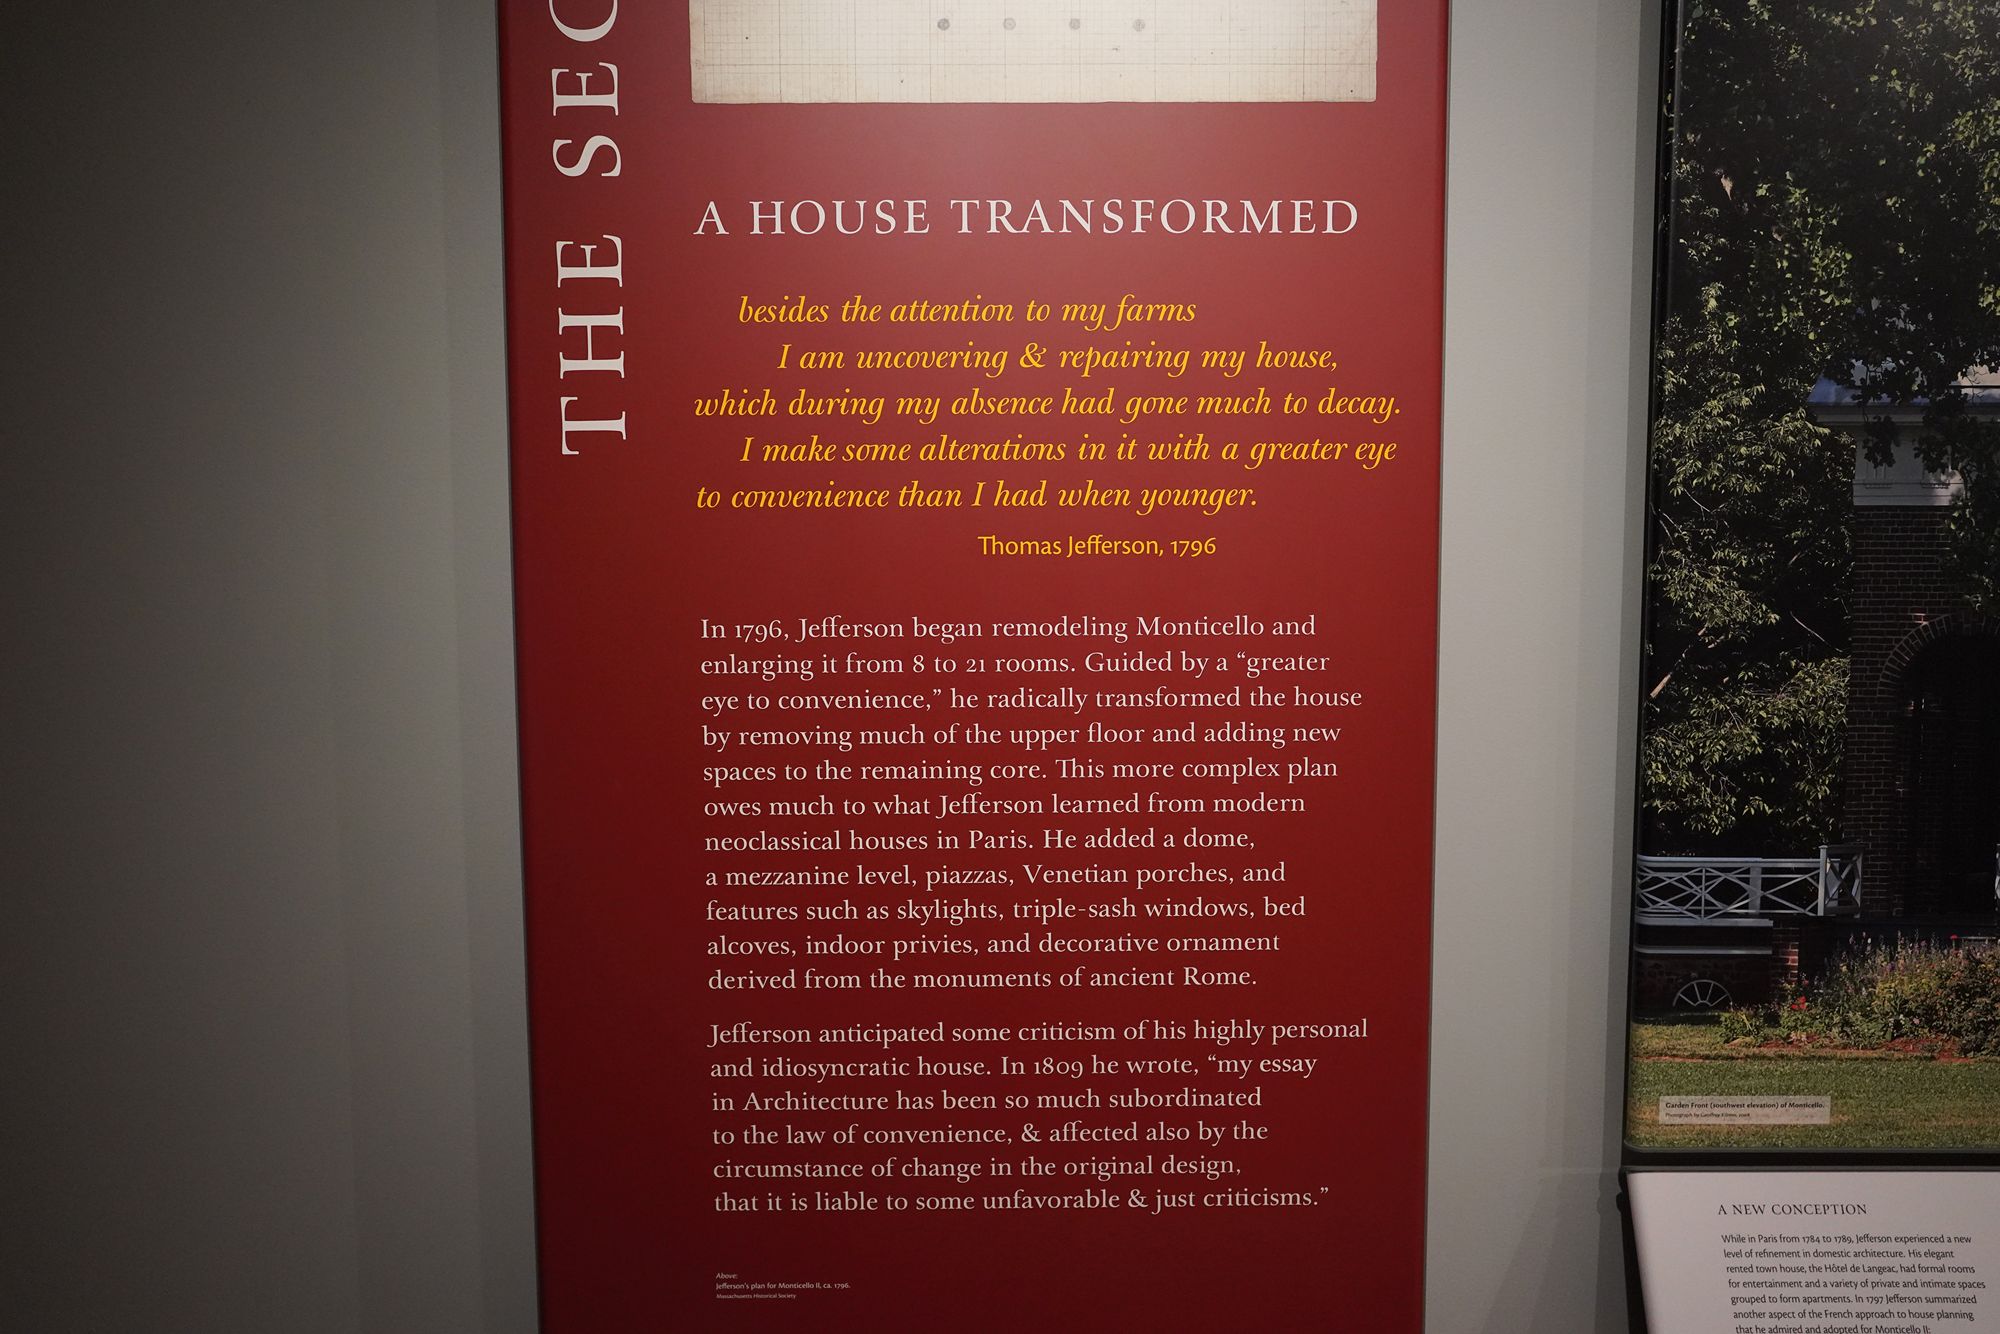 THE SEC
A HOUSE TRANSFORMED
besides the attention to my farms
I am uncovering & repairing my house,
which during my absence had gone much to decay.
I make some alterations in it with a greater eye
to convenience than I had when younger.
Thomas Jefferson, 1796
In 1796, Jefferson began remodeling Monticello and
enlarging it from 8 to 21 rooms. Guided by a “greater
eye to convenience,” he radically transformed the house
by removing much of the upper floor and adding new
spaces to the remaining core. This more complex plan
owes much to what Jefferson learned from modern
neoclassical houses in Paris. He added a dome,
a mezzanine level, piazzas, Venetian porches, and
features such as skylights, triple-sash windows, bed
alcoves, indoor privies, and decorative ornament
derived from the monuments of ancient Rome.
Jefferson anticipated some criticism of his highly personal
and idiosyncratic house. In 1809 he wrote, “my essay
in Architecture has been so much subordinated
to the law of convenience, & affected also by the
circumstance of change in the original design,
that it is liable to some unfavorable & just criticisms.”
Above:
Jefferson's plan for Monticello II, ca. 1796.
Massachusetts Historical Society
Garden Front (southwest elevation) of Monticello.
Photograph by
A NEW CONCEPTION
While in Paris from 1784 to 1789, Jefferson experienced a new
level of refinement in domestic architecture. His elegant
rented town house, the Hôtel de Langeac, had formal rooms
for entertainment and a variety of private and intimate spaces
grouped to form apartments. In 1797 Jefferson summarized
another aspect of the French approach to house planning
that he admired and adopted for Monticello II: